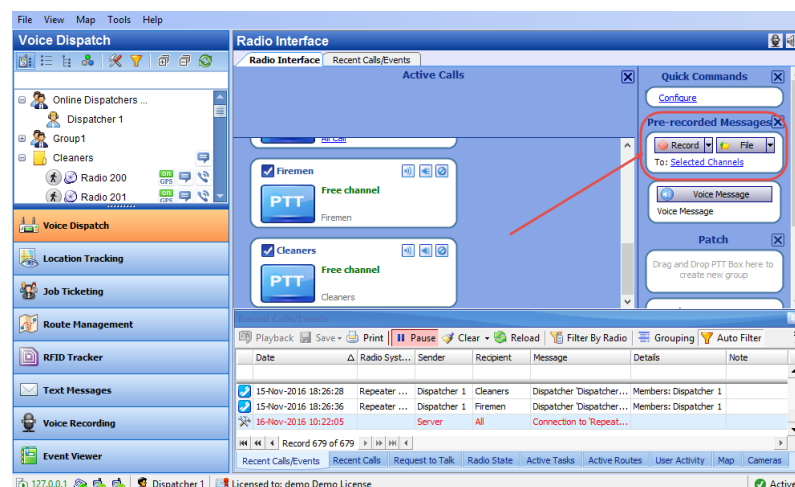 File View Map Tools Help
Voice Dispatch
Online Dispatchers ...
Dispatcher 1
Group1
Cleaners
Radio 200
on GPS
Radio 201
on GPS
Voice Dispatch
Location Tracking
Job Ticketing
Route Management
RFID Tracker
Text Messages
Voice Recording
Event Viewer
Radio Interface
Radio Interface Recent Calls/Events
Active Calls
All Call
Firemen
PTT
Free channel
Firemen
Cleaners
PTT
Free channel
Cleaners
Quick Commands
Configure
Pre-recorded Messages
Record File
To: Selected Channels
Voice Message
Voice Message
Patch
Drag and Drop PTT Box here to
create new group
Recent Calls/Events
Playback Save Print Pause Clear Reload Filter By Radio Grouping Auto Filter
Date Radio Syst... Sender Recipient Message Details Note
15-Nov-2016 18:26:28 Repeater ... Dispatcher 1 Cleaners Dispatcher 'Dispatcher... Members: Dispatcher 1
15-Nov-2016 18:26:36 Repeater ... Dispatcher 1 Firemen Dispatcher 'Dispatcher... Members: Dispatcher 1
16-Nov-2016 10:22:05 Server All Connection to 'Repeat...
Record 679 of 679
Recent Calls/Events Recent Calls Request to Talk Radio State Active Tasks Active Routes User Activity Map Cameras
127.0.0.1 Dispatcher 1 Licensed to: demo Demo License Active